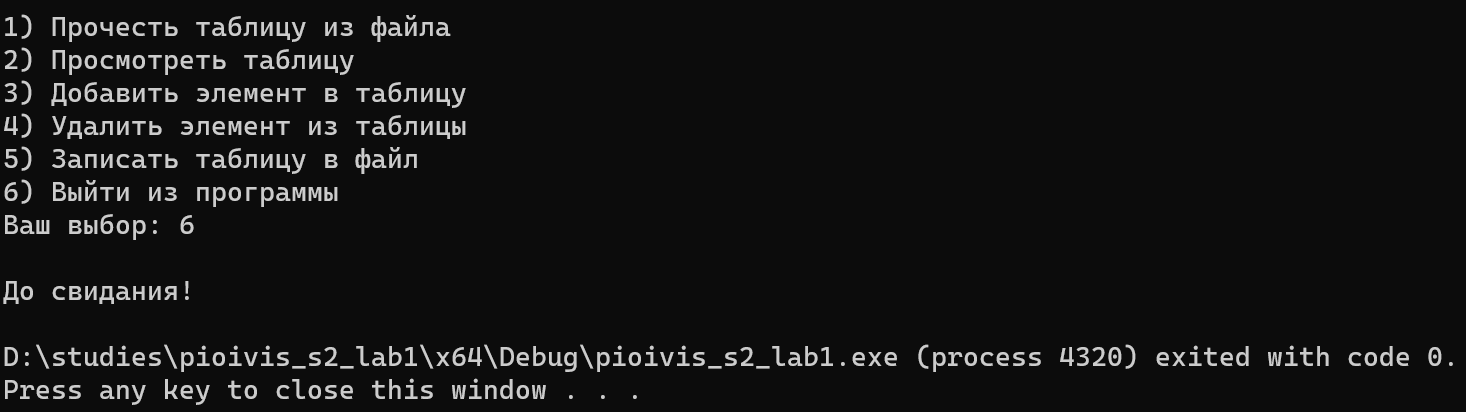 1) Прочесть таблицу из файла
2) Просмотреть таблицу
3) Добавить элемент в таблицу
4) Удалить элемент из таблицы
5) Записать таблицу в файл
6) Выйти из программы
Ваш выбор: 6
До свидания!
D:\studies\pioivis_s2_lab1\x64\Debug\pioivis_s2_lab1.exe (process 4320) exited with code 0.
Press any key to close this window . . .